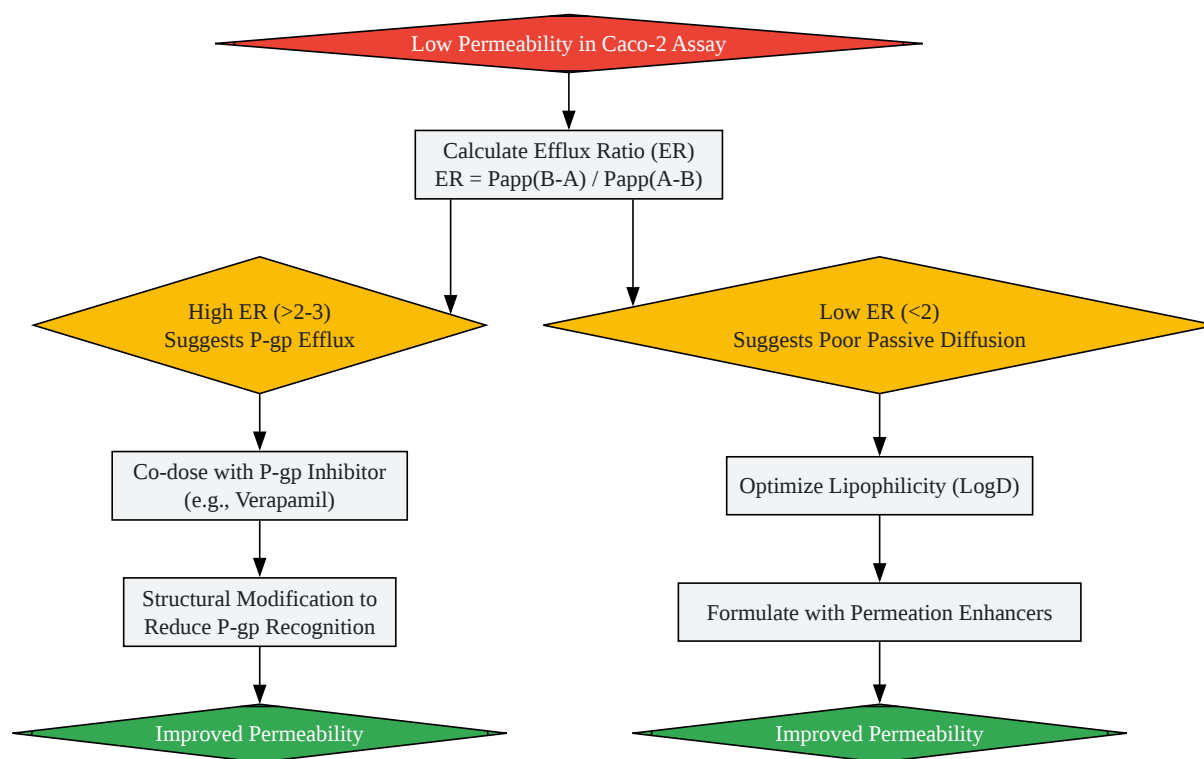 Low Permeability in Caco-2 Assay
Calculate Efflux Ratio (ER)
ER = Papp(B-A) / Papp(A-B)
High ER (>2-3)
Suggests P-gp Efflux
Low ER (<2)
Suggests Poor Passive Diffusion
Co-dose with P-gp Inhibitor
(e.g., Verapamil)
Optimize Lipophilicity (LogD)
Structural Modification to
Reduce P-gp Recognition
Formulate with Permeation Enhancers
Improved Permeability
Improved Permeability